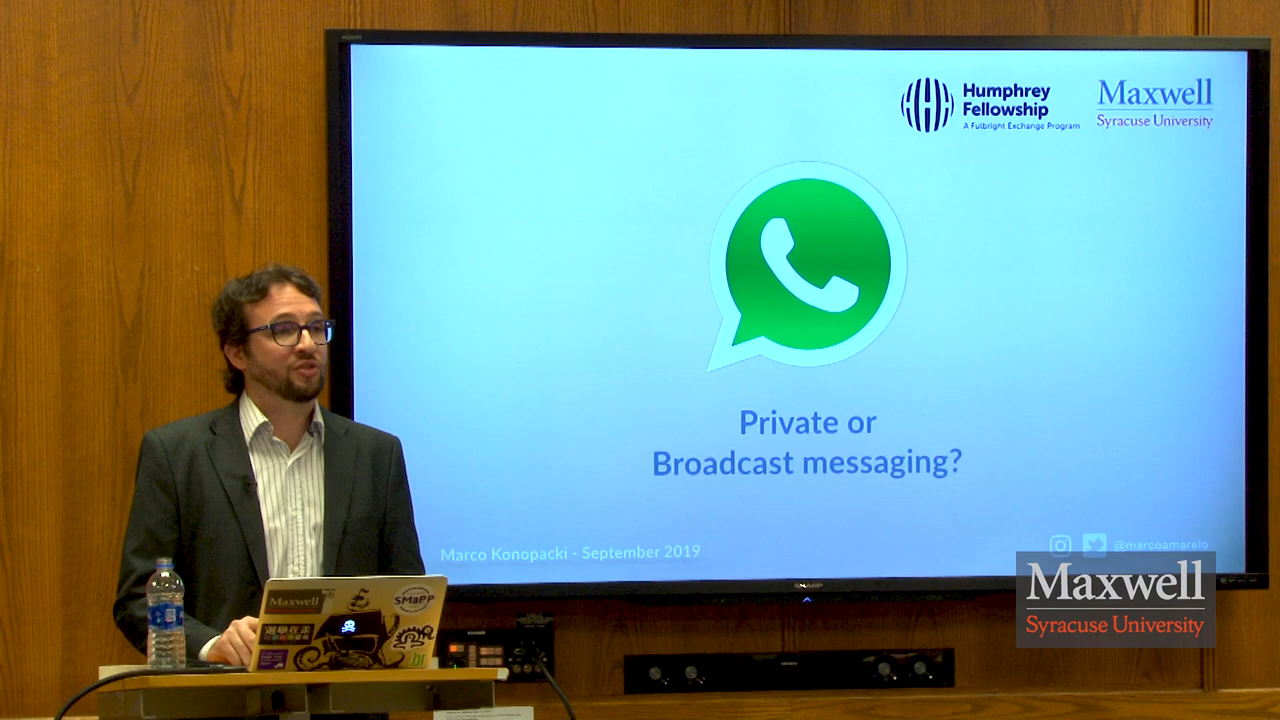 Humphrey
Fellowship
A Fulbright Exchange Program
Maxwell
Syracuse University
Private or
Broadcast messaging?
Marco Konopacki - September 2019
@marcoamarelo
SHARP
Maxwell
Syracuse University
Maxwell
SMaPP